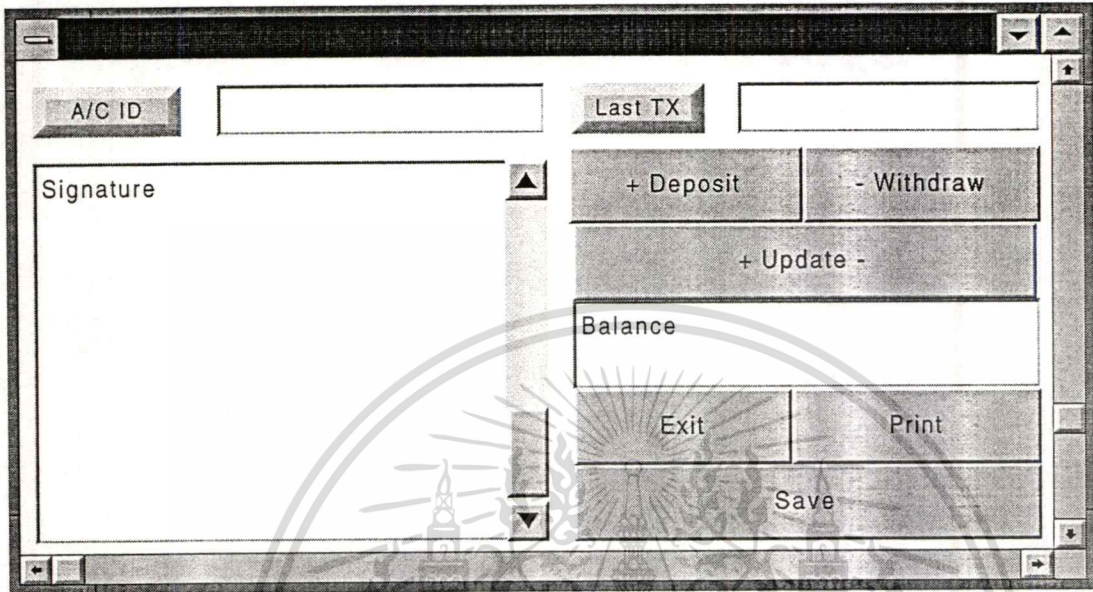 A/C ID
Last TX
Signature
+ Deposit
- Withdraw
+ Update -
Balance
Exit
Print
Save